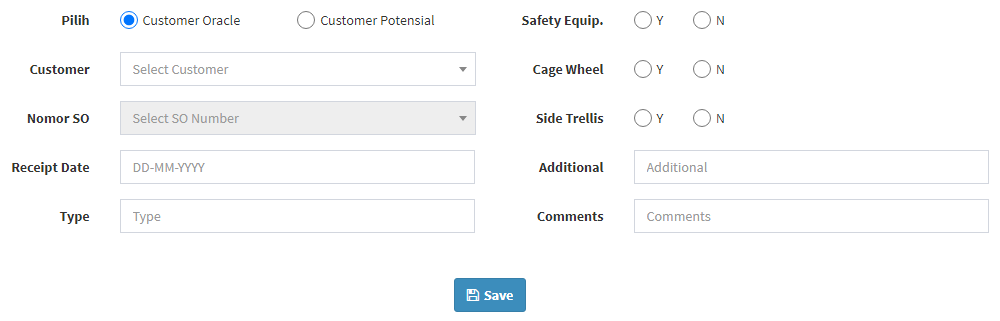 Pilih Customer Oracle Customer Potensial
Customer Select Customer
Nomor SO Select SO Number
Receipt Date DD-MM-YYYY
Type Type
Safety Equip. Y N
Cage Wheel Y N
Side Trellis Y N
Additional Additional
Comments Comments
Save